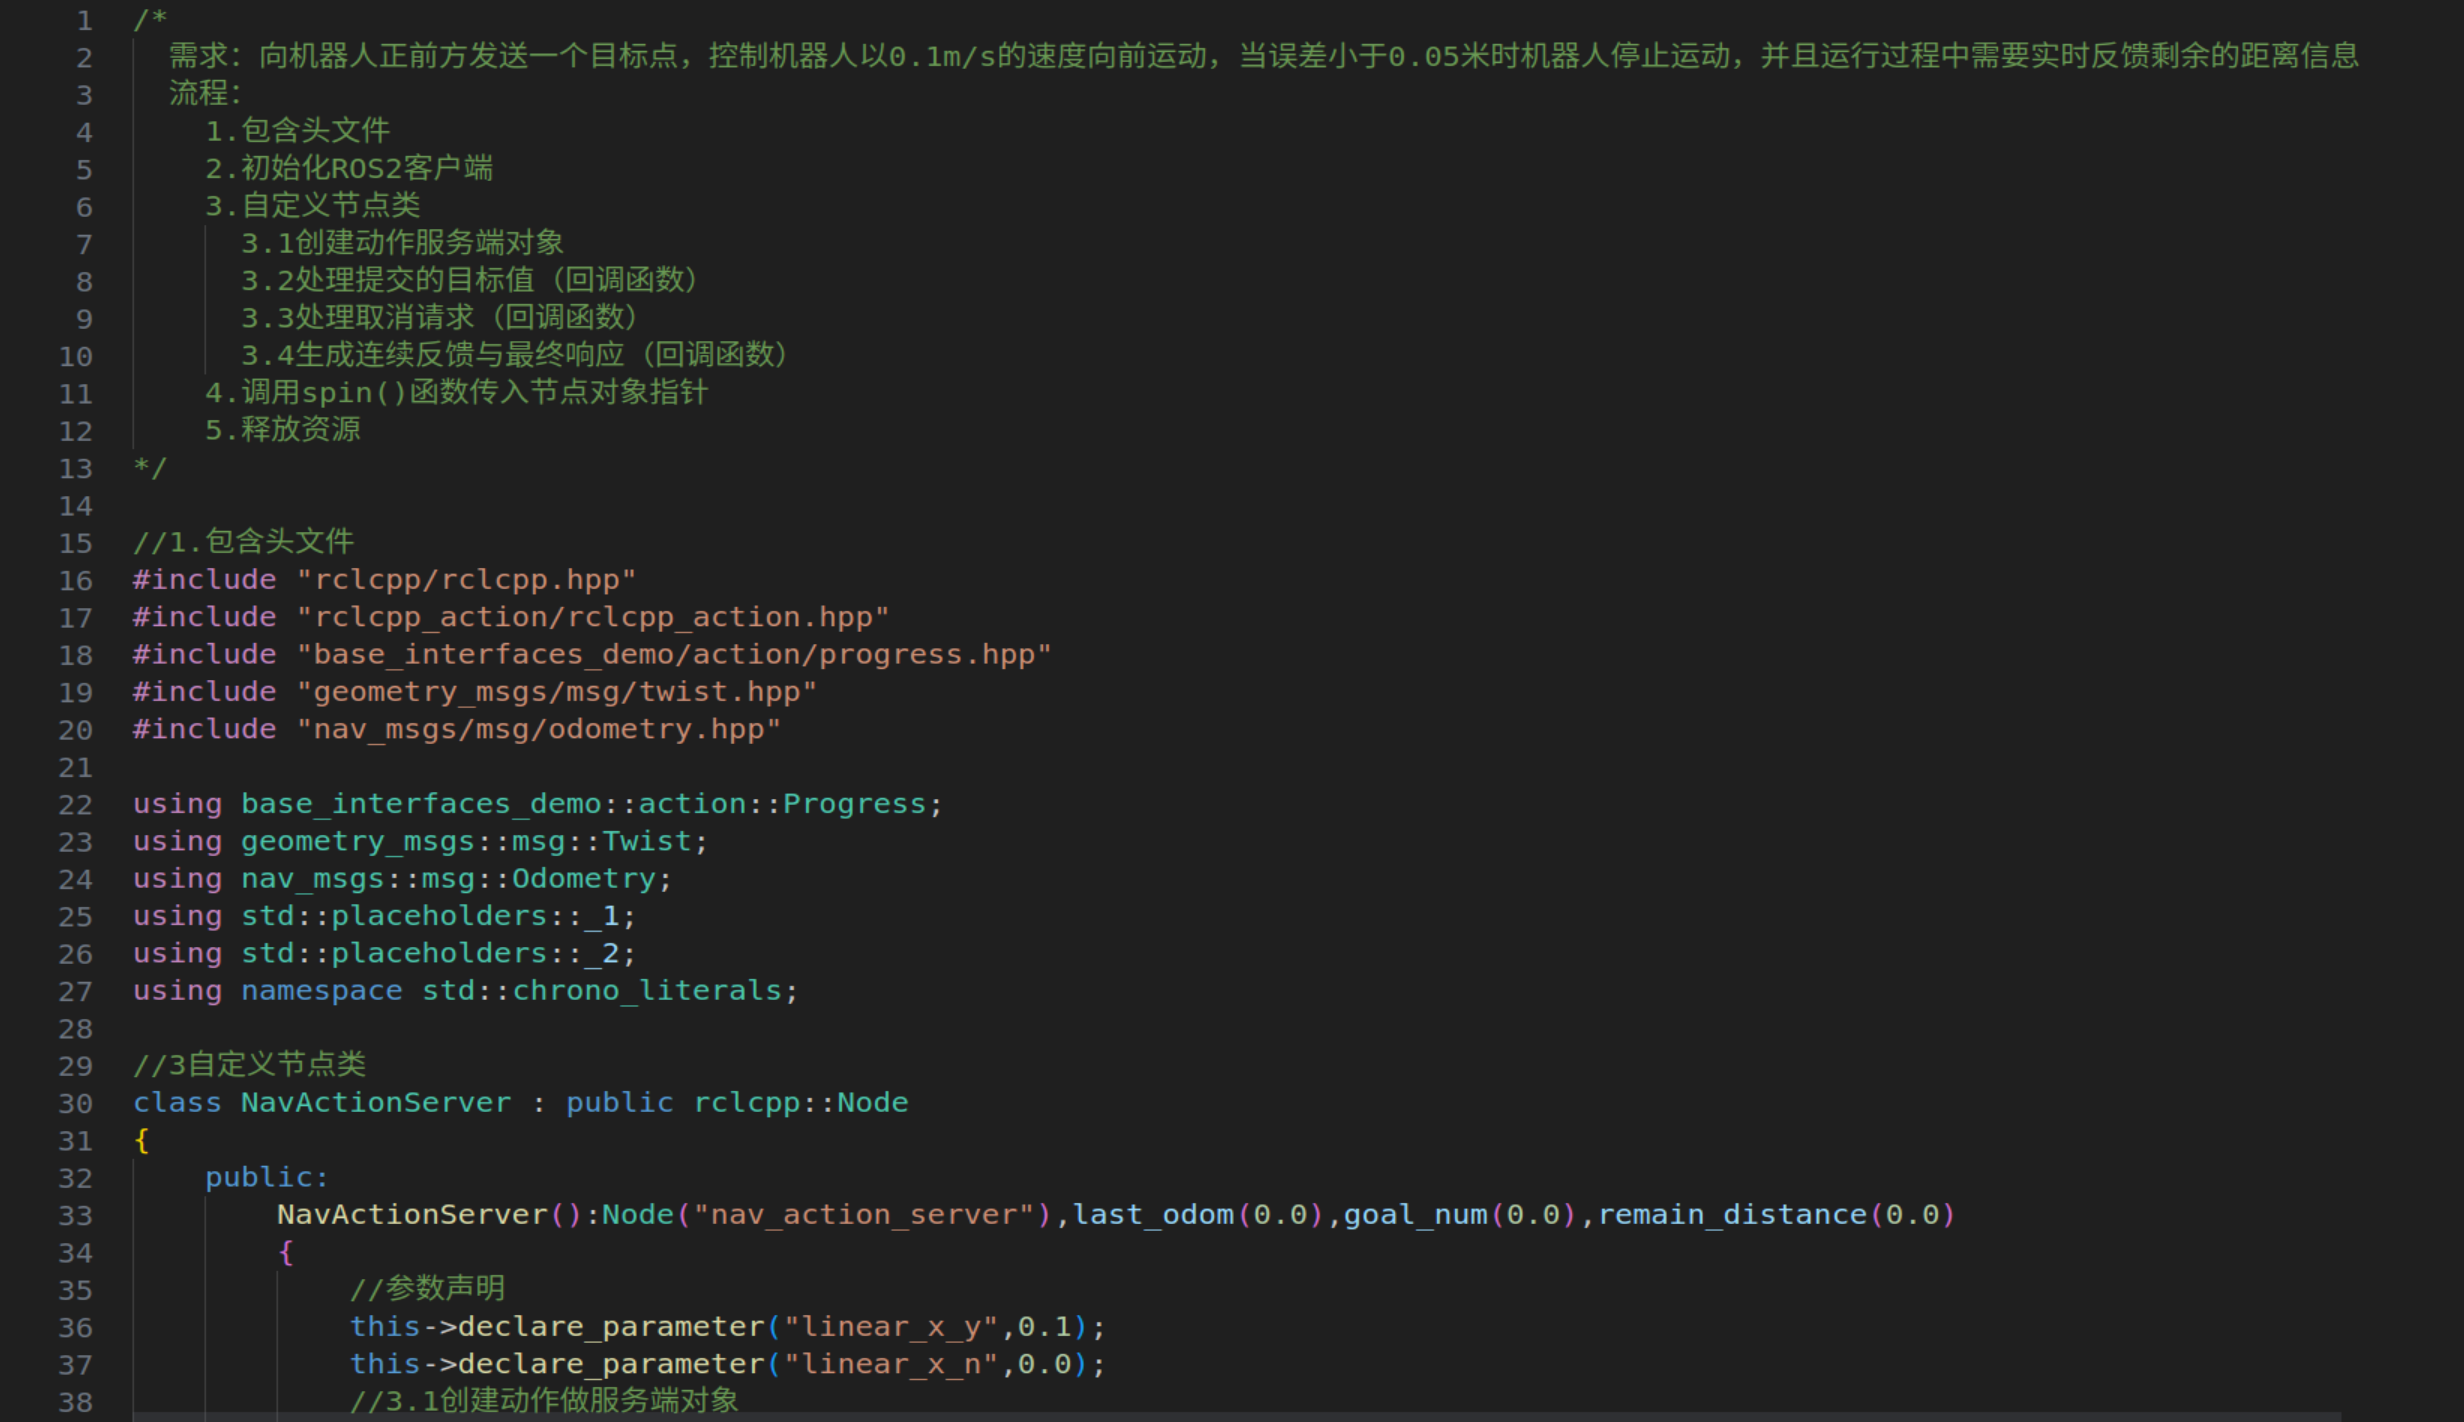 1 /*
2 需求：向机器人正前方发送一个目标点，控制机器人以0.1m/s的速度向前运动，当误差小于0.05米时机器人停止运动，并且运行过程中需要实时反馈剩余的距离信息
3 流程：
4 1.包含头文件
5 2.初始化ROS2客户端
6 3.自定义节点类
7 3.1创建动作服务端对象
8 3.2处理提交的目标值（回调函数）
9 3.3处理取消请求（回调函数）
10 3.4生成连续反馈与最终响应（回调函数）
11 4.调用spin()函数传入节点对象指针
12 5.释放资源
13 */
14
15 //1.包含头文件
16 #include "rclcpp/rclcpp.hpp"
17 #include "rclcpp_action/rclcpp_action.hpp"
18 #include "base_interfaces_demo/action/progress.hpp"
19 #include "geometry_msgs/msg/twist.hpp"
20 #include "nav_msgs/msg/odometry.hpp"
21
22 using base_interfaces_demo::action::Progress;
23 using geometry_msgs::msg::Twist;
24 using nav_msgs::msg::Odometry;
25 using std::placeholders::_1;
26 using std::placeholders::_2;
27 using namespace std::chrono_literals;
28
29 //3自定义节点类
30 class NavActionServer : public rclcpp::Node
31 {
32 public:
33 NavActionServer():Node("nav_action_server"),last_odom(0.0),goal_num(0.0),remain_distance(0.0)
34 {
35 //参数声明
36 this->declare_parameter("linear_x_y",0.1);
37 this->declare_parameter("linear_x_n",0.0);
38 //3.1创建动作做服务端对象